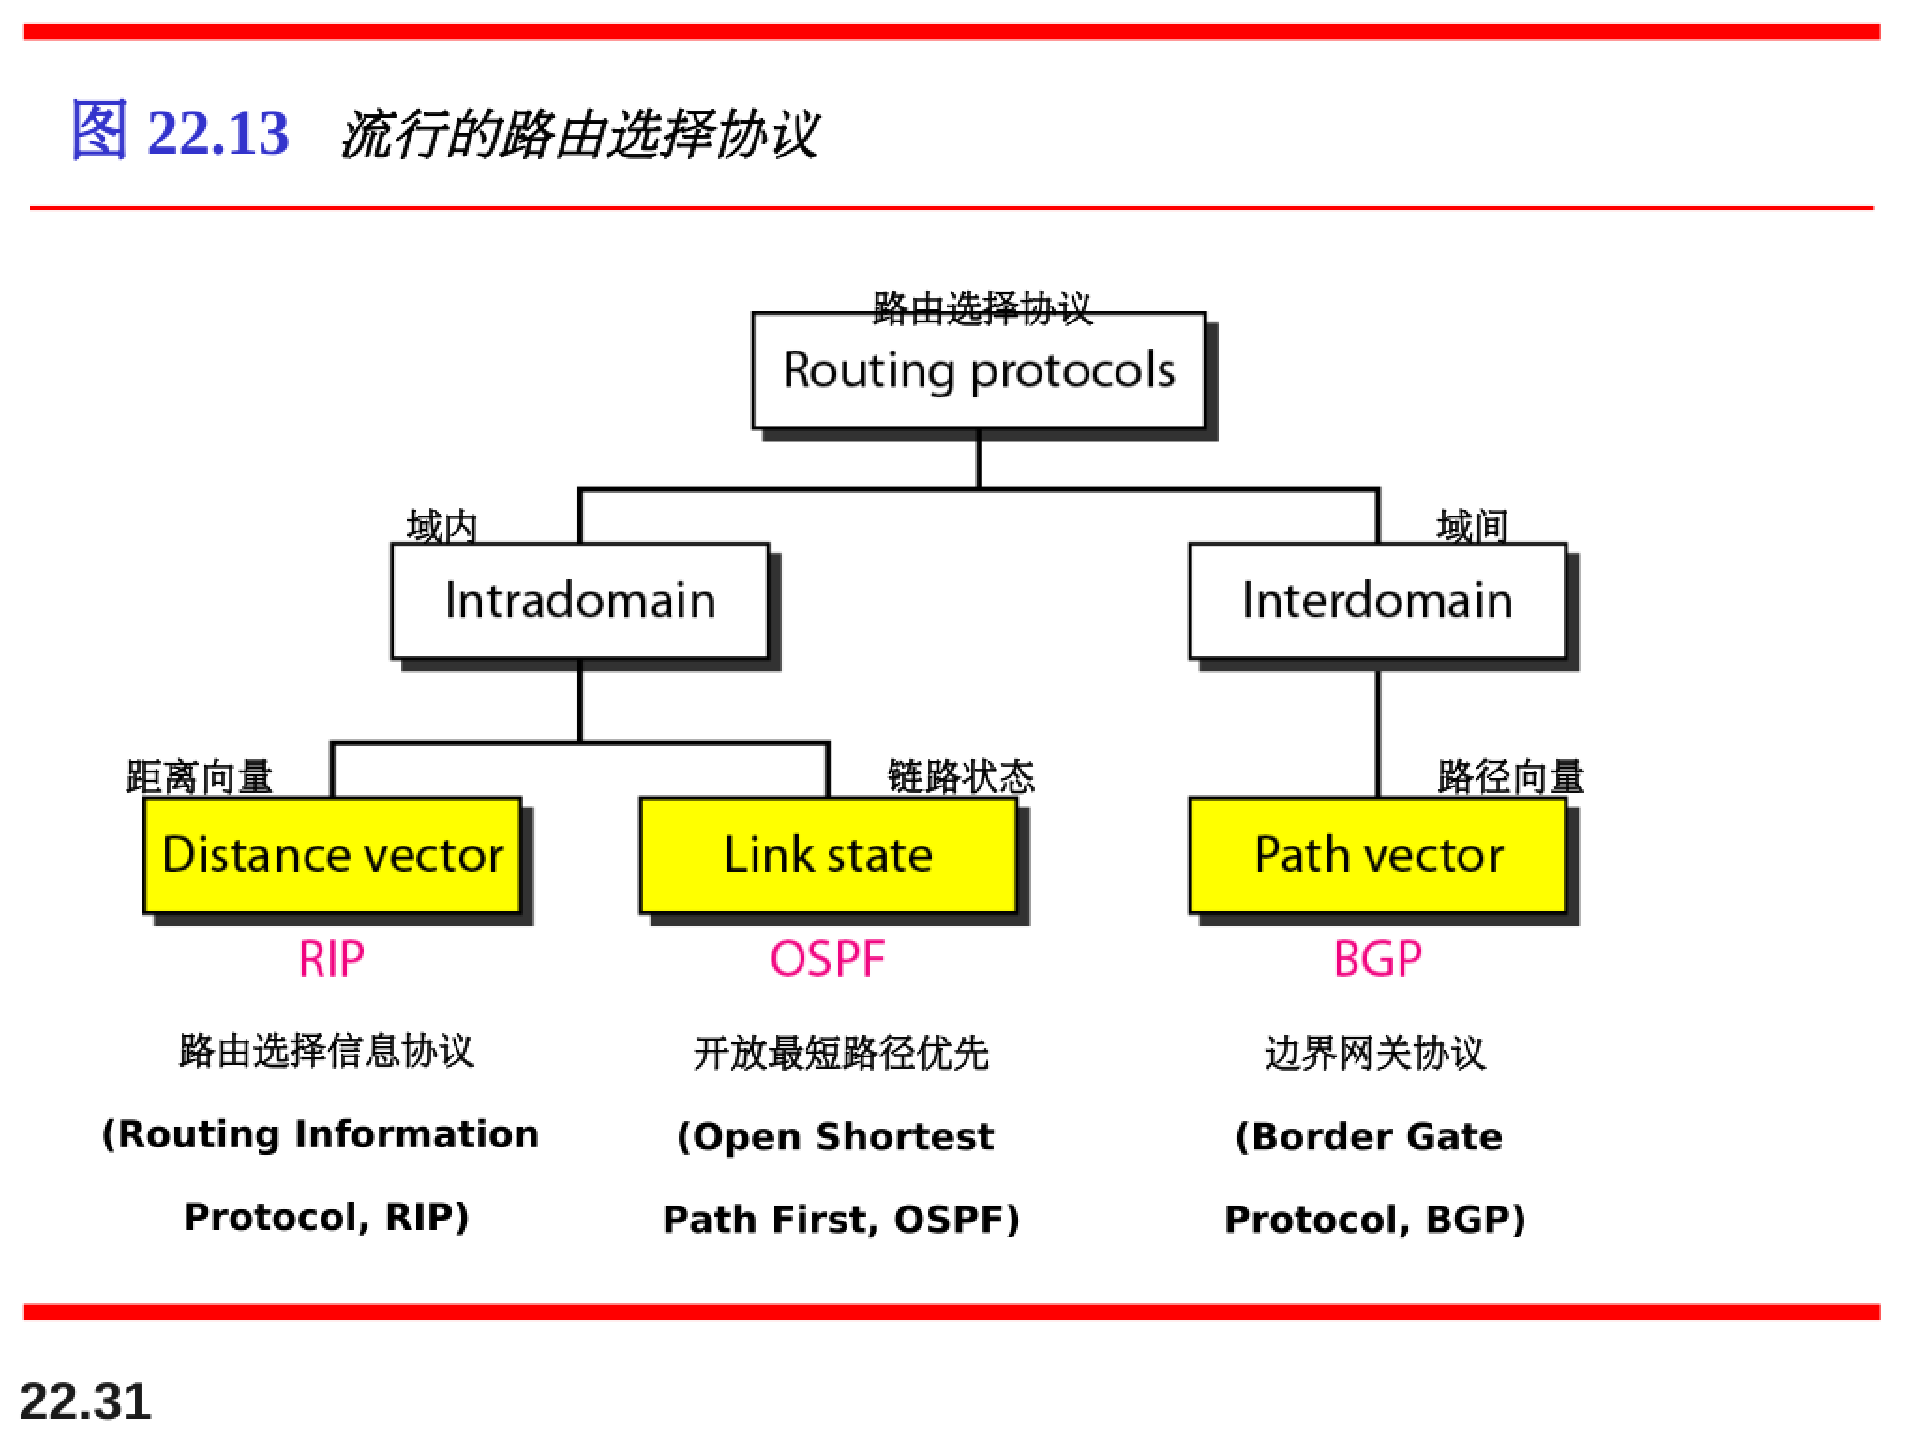 图 22.13 流行的路由选择协议
路由选择协议
Routing protocols
域内
域间
Intradomain
Interdomain
距离向量
链路状态
路径向量
Distance vector
Link state
Path vector
RIP
OSPF
BGP
路由选择信息协议
(Routing Information
Protocol, RIP)
开放最短路径优先
(Open Shortest
Path First, OSPF)
边界网关协议
(Border Gate
Protocol, BGP)
22.31